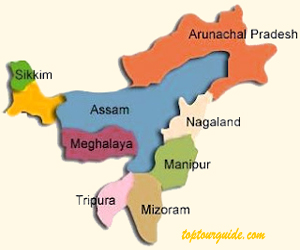 Arunachal Pradesh
Sikkim
Assam
Nagaland
Meghalaya
Manipur
Tripura
Mizoram
toptourguide.com